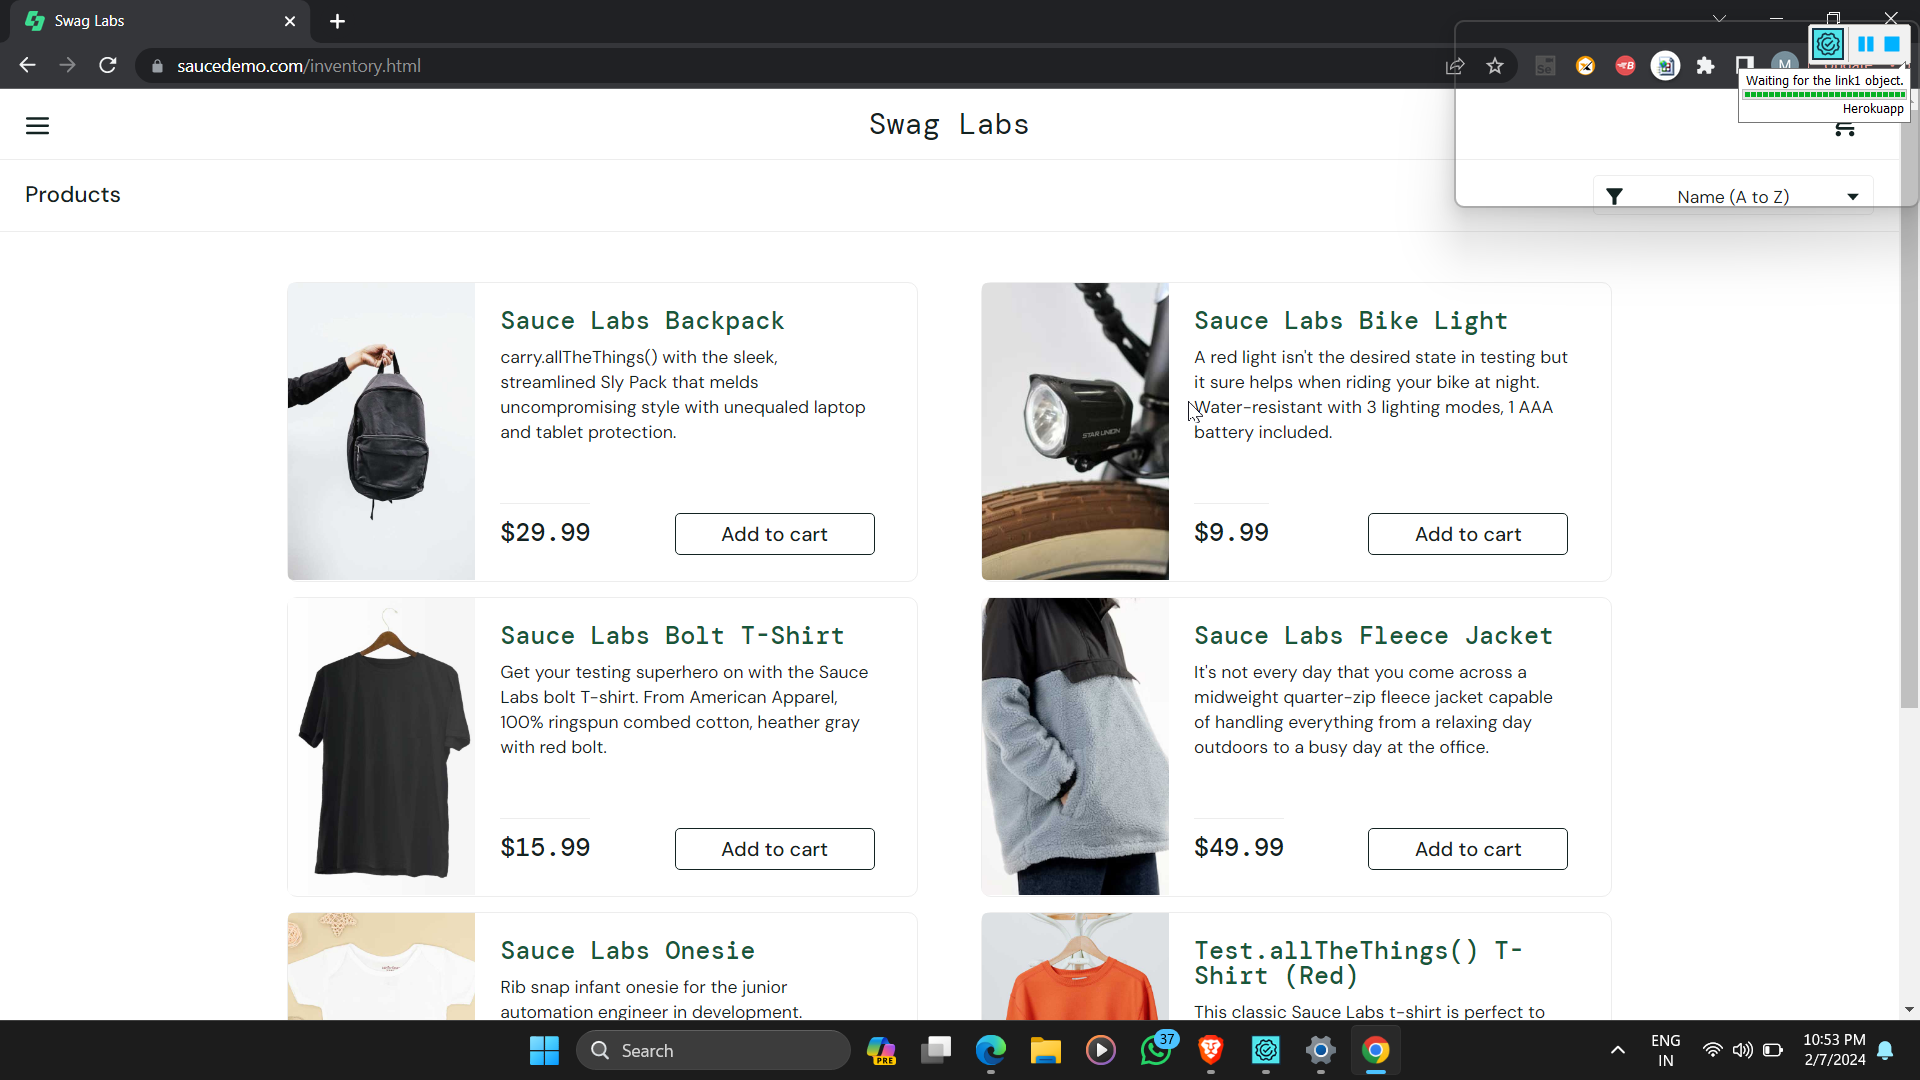 Swag Labs
saucedemo.com/inventory.html
Se
B
M
Waiting for the link1 object.
Herokuapp
Swag Labs
Products
Name (A to Z)
Sauce Labs Backpack
carry.allTheThings() with the sleek,
streamlined Sly Pack that melds
uncompromising style with unequaled laptop
and tablet protection.
$29.99
Add to cart
Sauce Labs Bike Light
A red light isn't the desired state in testing but
it sure helps when riding your bike at night.
Water-resistant with 3 lighting modes, 1 AAA
battery included.
STAR UNION
$9.99
Add to cart
Sauce Labs Bolt T-Shirt
Get your testing superhero on with the Sauce
Labs bolt T-shirt. From American Apparel,
100% ringspun combed cotton, heather gray
with red bolt.
$15.99
Add to cart
Sauce Labs Fleece Jacket
It's not every day that you come across a
midweight quarter-zip fleece jacket capable
of handling everything from a relaxing day
outdoors to a busy day at the office.
$49.99
Add to cart
Sauce Labs Onesie
Rib snap infant onesie for the junior
automation engineer in development.
Test.allTheThings() T-
Shirt (Red)
This classic Sauce Labs t-shirt is perfect to
Search
PRE
37
ENG
IN
10:53 PM
2/7/2024